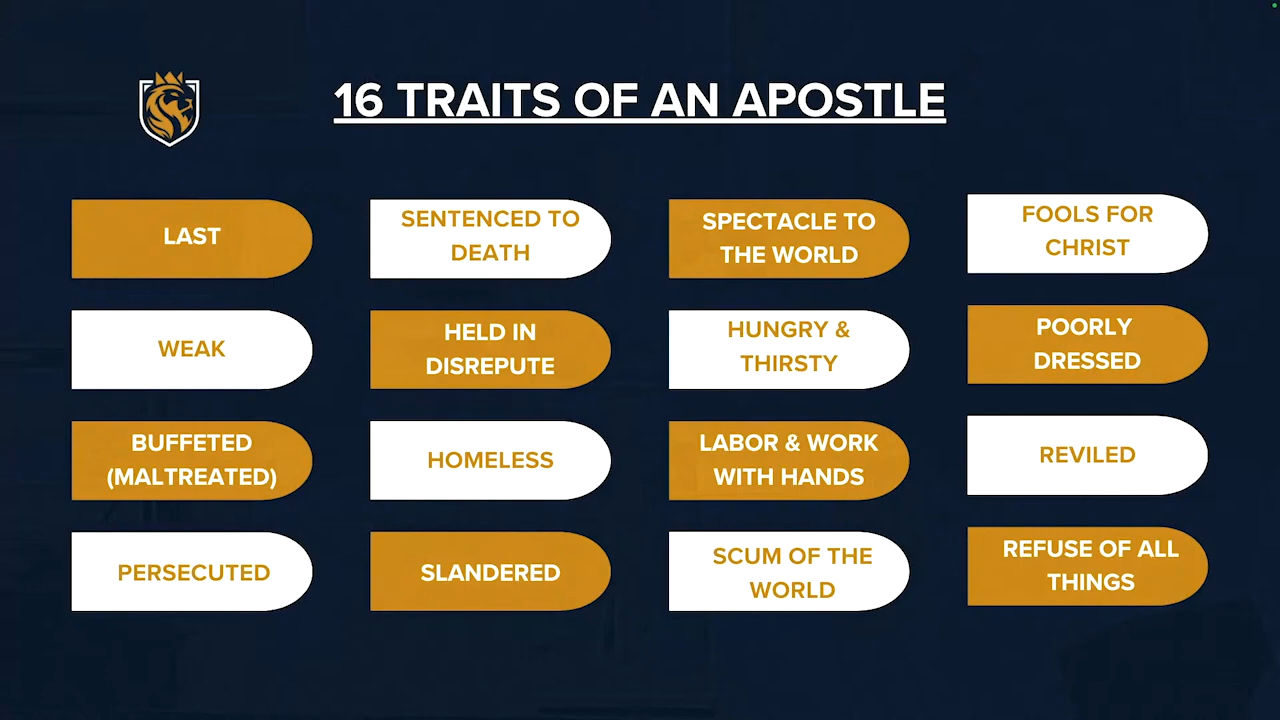 16 TRAITS OF AN APOSTLE
LAST
SENTENCED TO
DEATH
SPECTACLE TO
THE WORLD
FOOLS FOR
CHRIST
WEAK
HELD IN
DISREPUTE
HUNGRY &
THIRSTY
POORLY
DRESSED
BUFFETED
(MALTREATED)
HOMELESS
LABOR & WORK
WITH HANDS
REVILED
PERSECUTED
SLANDERED
SCUM OF THE
WORLD
REFUSE OF ALL
THINGS